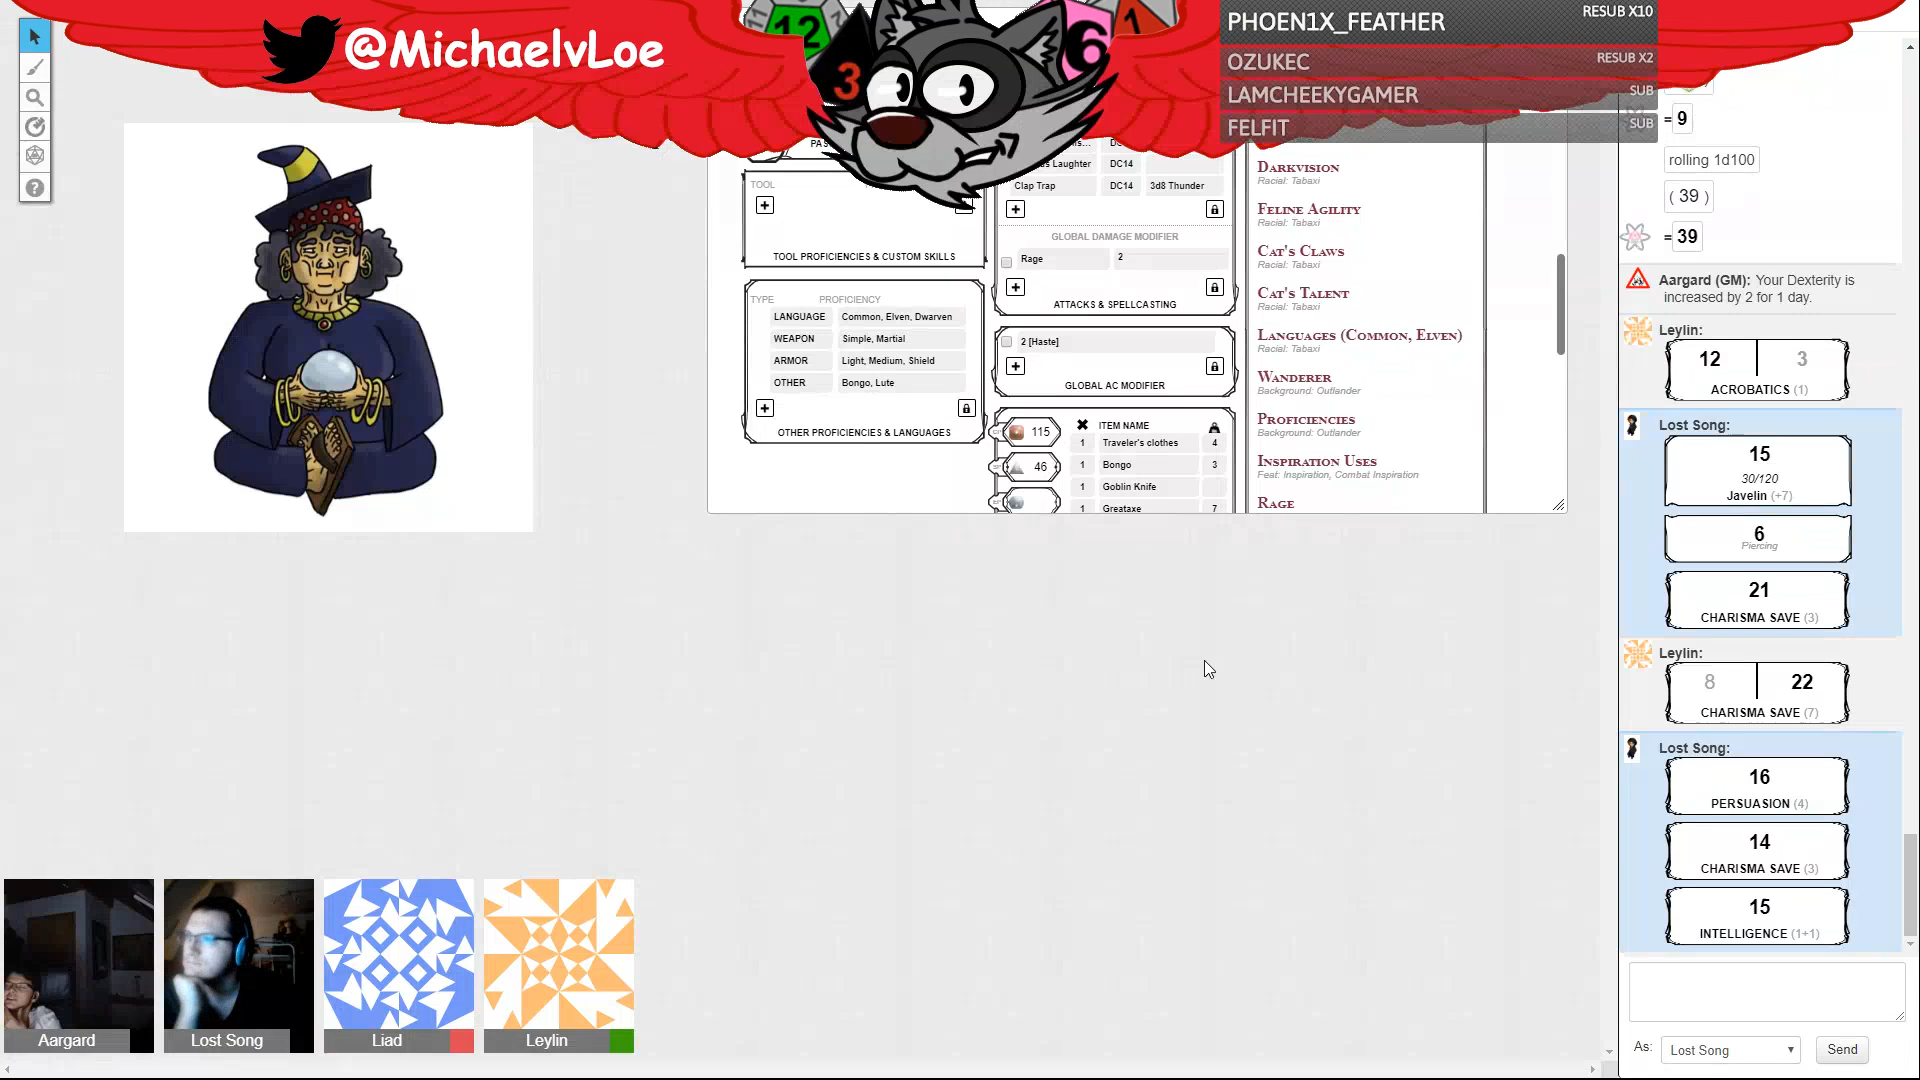 @MichaelvLoe
12
3
6
1
PHOEN1X_FEATHER
RESUB X10
OZUKEC
RESUB X2
LAMCHEEKYGAMER
SUB
FELFIT
SUB
TOOL
+
TOOL PROFICIENCIES & CUSTOM SKILLS
TYPE PROFICIENCY
LANGUAGE Common, Elven, Dwarven
WEAPON Simple, Martial
ARMOR Light, Medium, Shield
OTHER Bongo, Lute
+
OTHER PROFICIENCIES & LANGUAGES
Laughter DC14
Clap Trap DC14 3d8 Thunder
+
GLOBAL DAMAGE MODIFIER
Rage 2
+
ATTACKS & SPELLCASTING
2 [Haste]
+
GLOBAL AC MODIFIER
115
46
ITEM NAME
1 Traveler's clothes 4
1 Bongo 3
1 Goblin Knife
1 Greataxe 7
Darkvision
Racial: Tabaxi
Feline Agility
Racial: Tabaxi
Cat's Claws
Racial: Tabaxi
Cat's Talent
Racial: Tabaxi
Languages (Common, Elven)
Racial: Tabaxi
Wanderer
Background: Outlander
Proficiencies
Background: Outlander
Inspiration Uses
Feat: Inspiration, Combat Inspiration
Rage
= 9
rolling 1d100
( 39 )
= 39
Aargard (GM): Your Dexterity is
increased by 2 for 1 day.
Leylin:
12 3
ACROBATICS (1)
Lost Song:
15
30/120
Javelin (+7)
6
Piercing
21
CHARISMA SAVE (3)
Leylin:
8 22
CHARISMA SAVE (7)
Lost Song:
16
PERSUASION (4)
14
CHARISMA SAVE (3)
15
INTELLIGENCE (1+1)
As: Lost Song Send
Aargard
Lost Song
Liad
Leylin